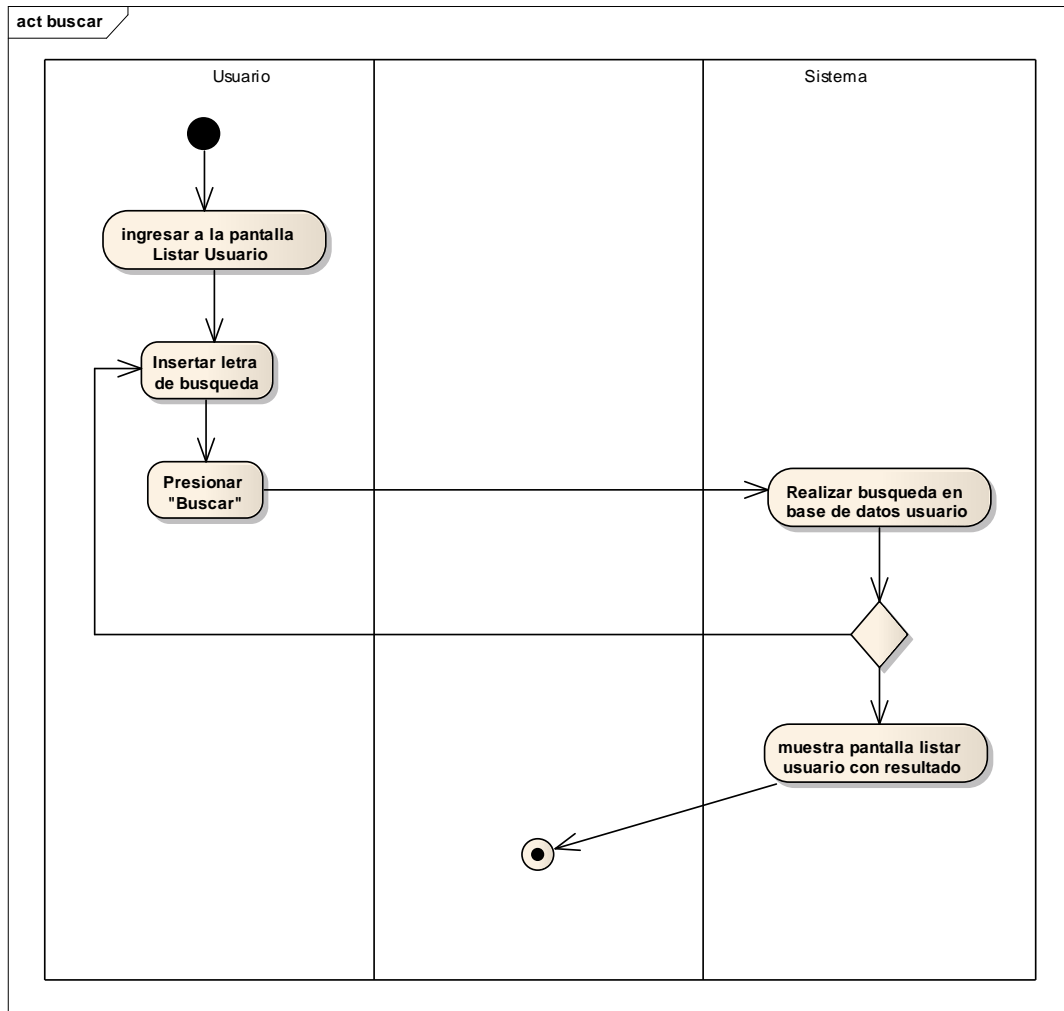 act buscar
Usuario
Sistema
ingresar a la pantalla
Listar Usuario
Insertar letra
de busqueda
Presionar
"Buscar"
Realizar busqueda en
base de datos usuario
muestra pantalla listar
usuario con resultado